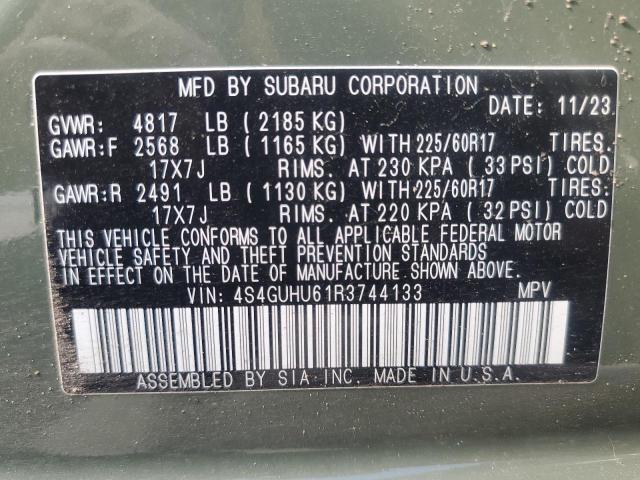 MFD BY SUBARU CORPORATION
DATE: 11/23
GVWR: 4817 LB ( 2185 KG)
GAWR:F 2568 LB ( 1165 KG) WITH 225/60R17 TIRES.
17X7J RIMS. AT 230 KPA ( 33 PSI) COLD
GAWR:R 2491 LB ( 1130 KG) WITH 225/60R17 TIRES.
17X7J RIMS. AT 220 KPA ( 32 PSI) COLD
THIS VEHICLE CONFORMS TO ALL APPLICABLE FEDERAL MOTOR
VEHICLE SAFETY AND THEFT PREVENTION STANDARDS
IN EFFECT ON THE DATE OF MANUFACTURE SHOWN ABOVE.
VIN: 4S4GUHU61R3744133 MPV
ASSEMBLED BY SIA INC. MADE IN U.S.A.